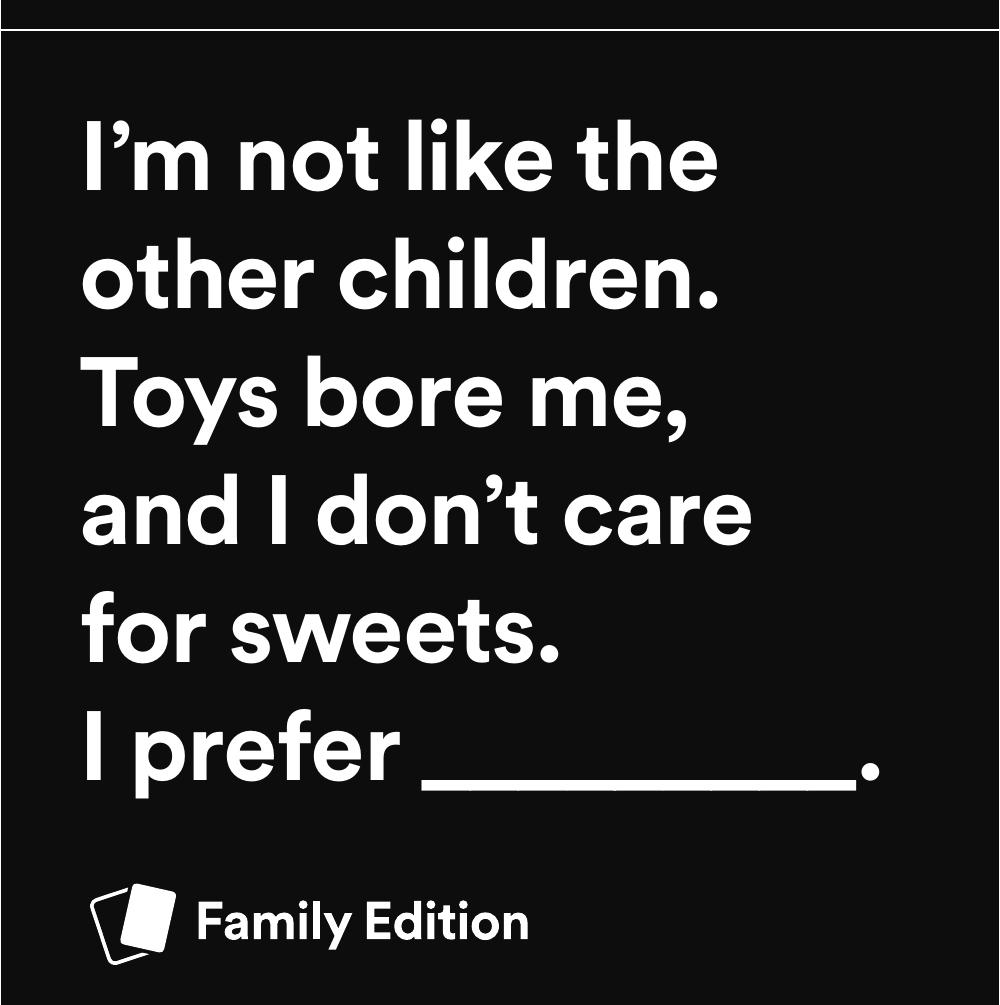 I’m not like the
other children.
Toys bore me,
and I don’t care
for sweets.
I prefer _________.
Family Edition